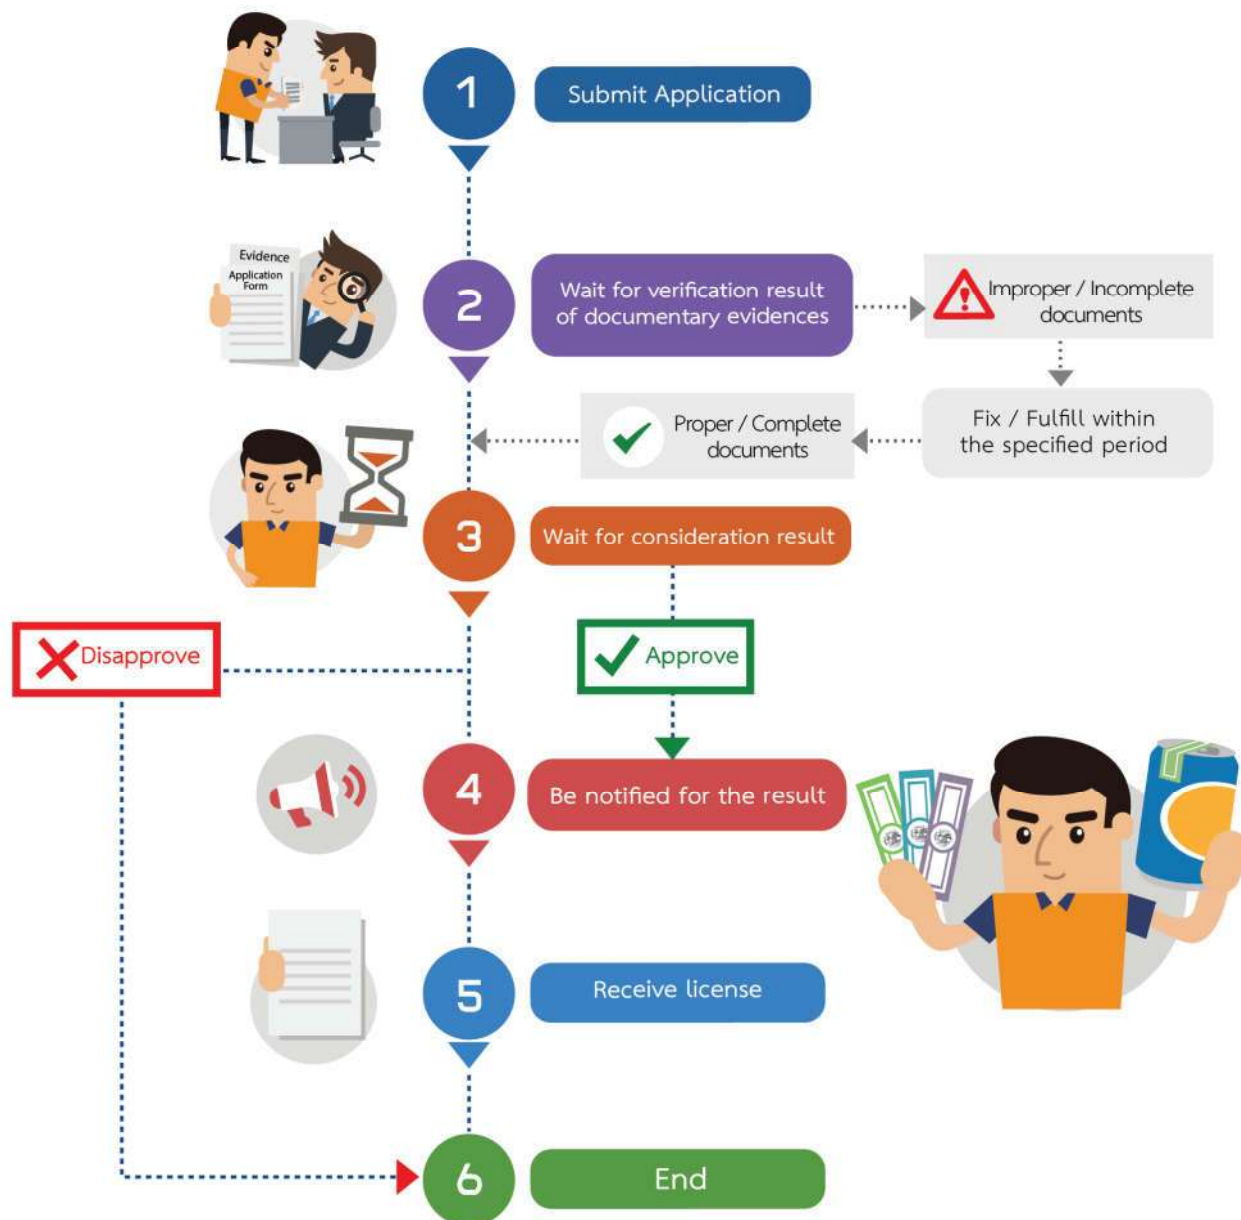 1
Submit Application
Evidence
Application
Form
2
Wait for verification result
of documentary evidences
Improper / Incomplete
documents
Fix / Fulfill within
the specified period
Proper / Complete
documents
3
Wait for consideration result
Disapprove
Approve
4
Be notified for the result
5
Receive license
6
End